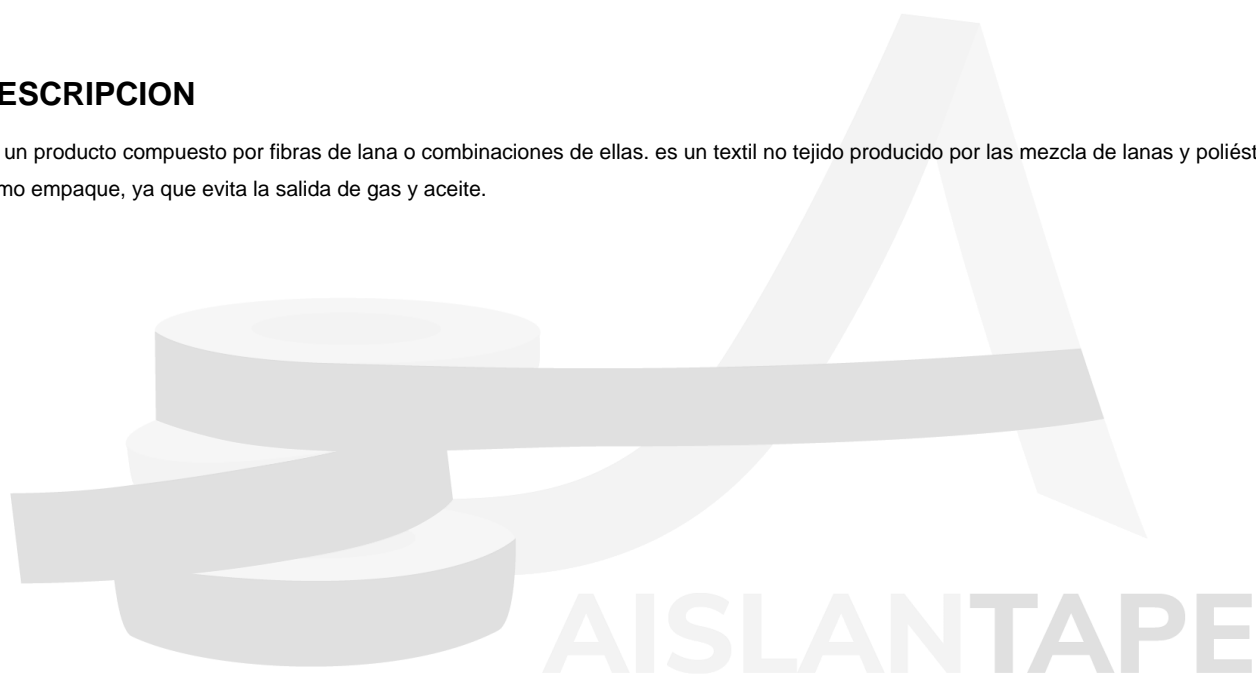 ESCRIPCION
un producto compuesto por fibras de lana o combinaciones de ellas. es un textil no tejido producido por las mezcla de lanas y poliést
mo empaque, ya que evita la salida de gas y aceite.
AISLANTAPE